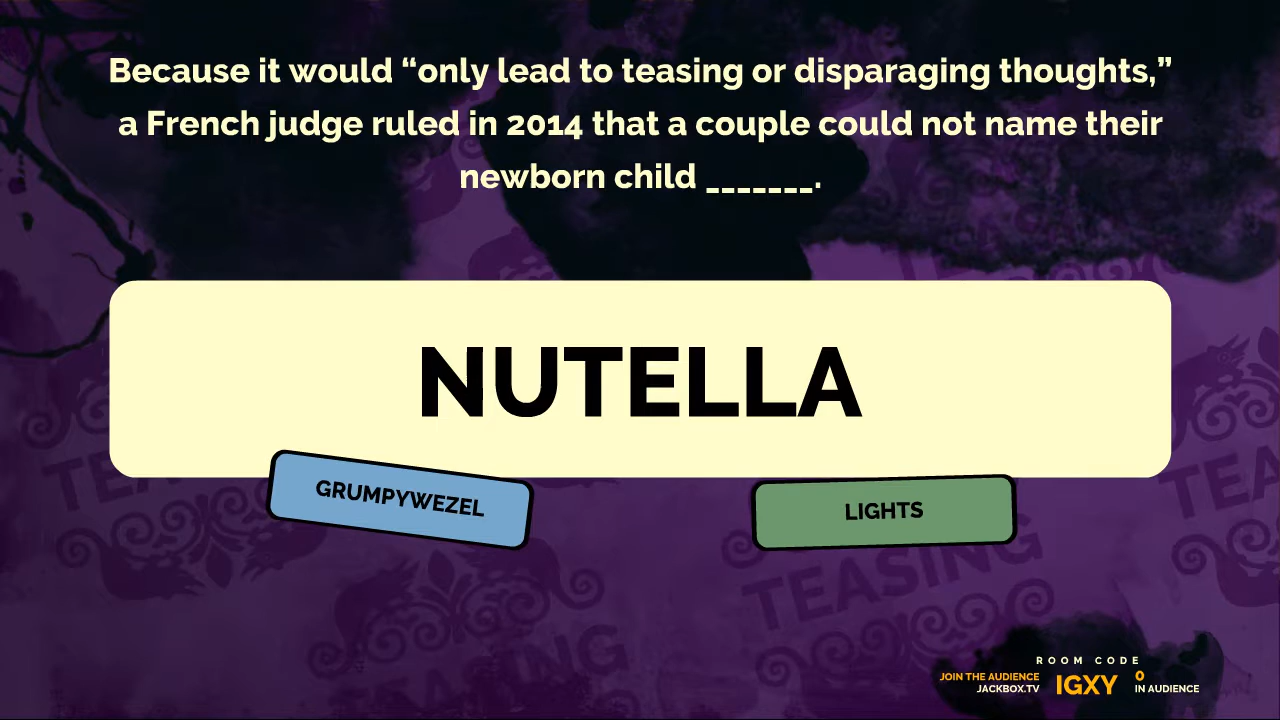 Because it would “only lead to teasing or disparaging thoughts,”
a French judge ruled in 2014 that a couple could not name their
newborn child _______.
NUTELLA
GRUMPYWEZEL
LIGHTS
TEASING
ROOM CODE
JOIN THE AUDIENCE
JACKBOX.TV
IGXY
0
IN AUDIENCE